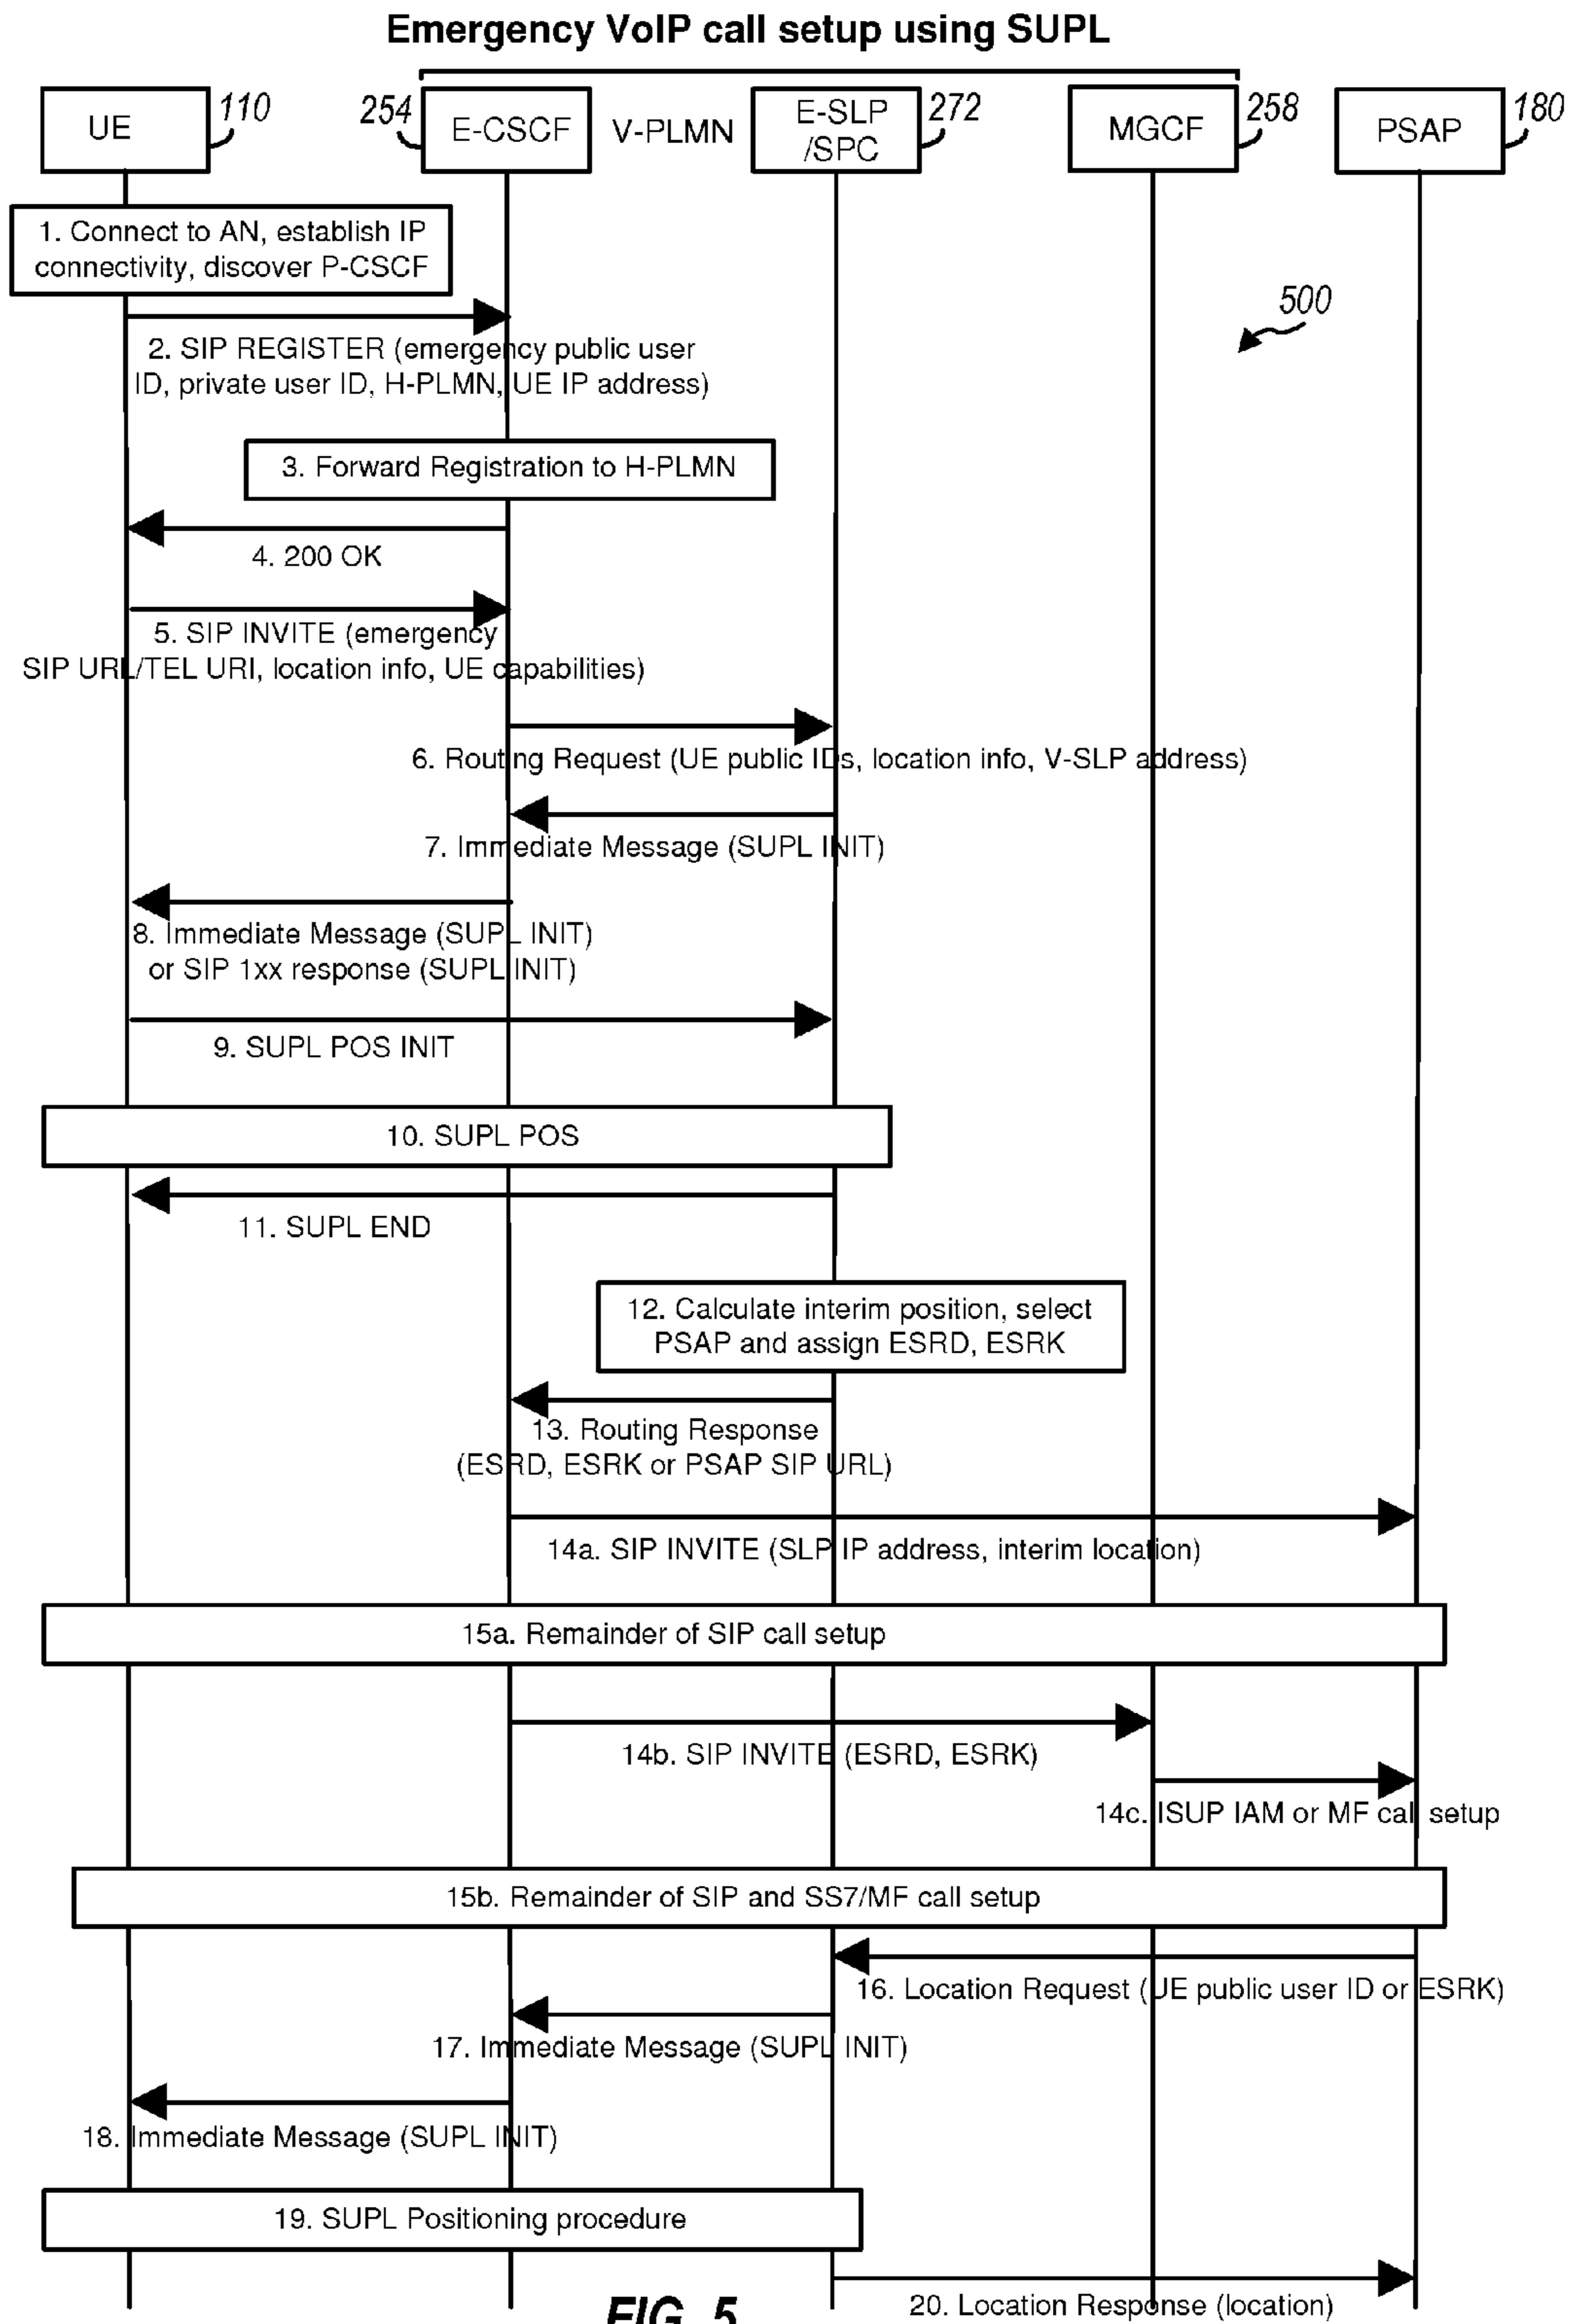 Emergency VoIP call setup using SUPL
UE
110
254
E-CSCF
V-PLMN
E-SLP
/SPC
272
MGCF
258
PSAP
180
1. Connect to AN, establish IP
connectivity, discover P-CSCF
500
2. SIP REGISTER (emergency public user
ID, private user ID, H-PLMN, UE IP address)
3. Forward Registration to H-PLMN
4. 200 OK
5. SIP INVITE (emergency
SIP URL/TEL URI, location info, UE capabilities)
6. Routing Request (UE public IDs, location info, V-SLP address)
7. Immediate Message (SUPL INIT)
8. Immediate Message (SUPL INIT)
or SIP 1xx response (SUPL INIT)
9. SUPL POS INIT
10. SUPL POS
11. SUPL END
12. Calculate interim position, select
PSAP and assign ESRD, ESRK
13. Routing Response
(ESRD, ESRK or PSAP SIP URL)
14a. SIP INVITE (SLP IP address, interim location)
15a. Remainder of SIP call setup
14b. SIP INVITE (ESRD, ESRK)
14c. ISUP IAM or MF call setup
15b. Remainder of SIP and SS7/MF call setup
16. Location Request (UE public user ID or ESRK)
17. Immediate Message (SUPL INIT)
18. Immediate Message (SUPL INIT)
19. SUPL Positioning procedure
20. Location Response (location)
FIG. 5